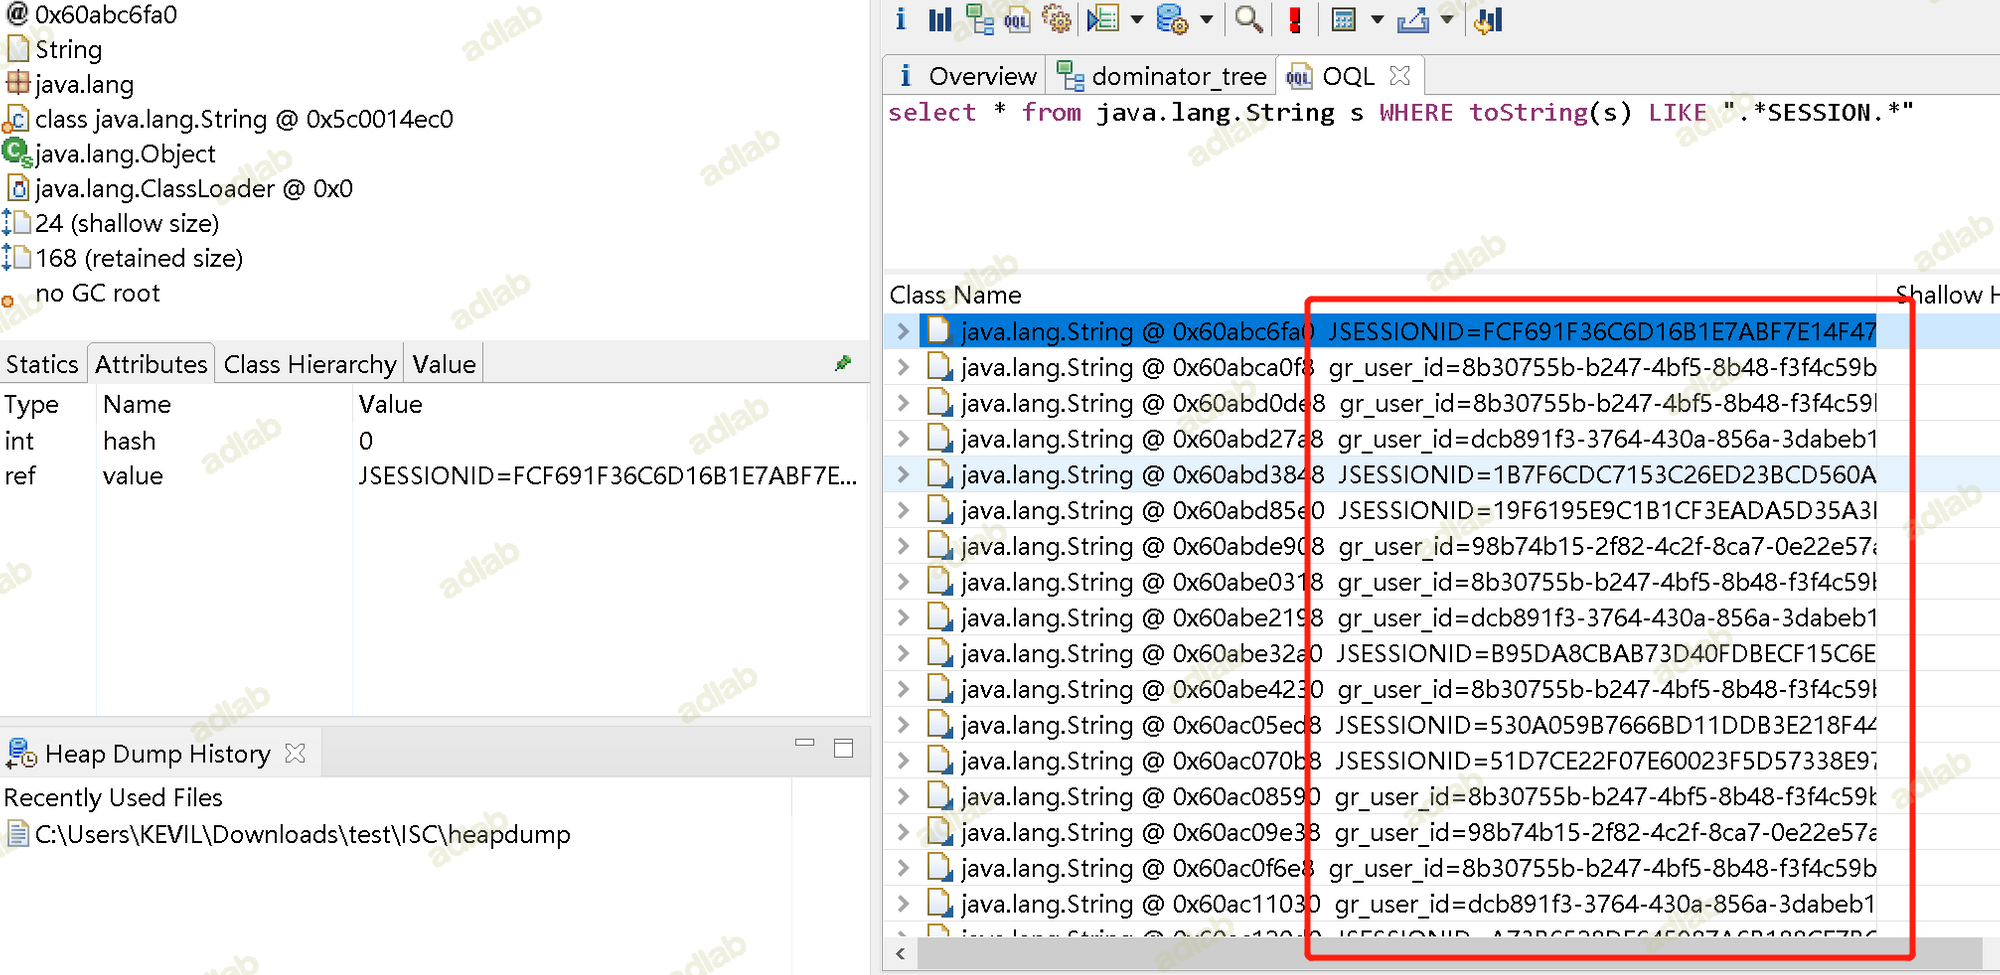 @ 0x60abc6fa0
String
java.lang
class java.lang.String @ 0x5c0014ec0
java.lang.Object
java.lang.ClassLoader @ 0x0
24 (shallow size)
168 (retained size)
no GC root
Statics Attributes Class Hierarchy Value
Type Name Value
int hash 0
ref value JSESSIONID=FCF691F36C6D16B1E7ABF7E...
Heap Dump History
Recently Used Files
C:\Users\KEVIL\Downloads\test\ISC\heapdump
Overview dominator_tree OQL
select * from java.lang.String s WHERE toString(s) LIKE ".*SESSION.*"
Class Name Shallow H
java.lang.String @ 0x60abc6fa0 JSESSIONID=FCF691F36C6D16B1E7ABF7E14F47
java.lang.String @ 0x60abca0f8 gr_user_id=8b30755b-b247-4bf5-8b48-f3f4c59b
java.lang.String @ 0x60abd0de8 gr_user_id=8b30755b-b247-4bf5-8b48-f3f4c59
java.lang.String @ 0x60abd27a8 gr_user_id=dcb891f3-3764-430a-856a-3dabeb1
java.lang.String @ 0x60abd3848 JSESSIONID=1B7F6CDC7153C26ED23BCD560A
java.lang.String @ 0x60abd85e0 JSESSIONID=19F6195E9C1B1CF3EADA5D35A3
java.lang.String @ 0x60abde908 gr_user_id=98b74b15-2f82-4c2f-8ca7-0e22e57a
java.lang.String @ 0x60abe0318 gr_user_id=8b30755b-b247-4bf5-8b48-f3f4c59b
java.lang.String @ 0x60abe2198 gr_user_id=dcb891f3-3764-430a-856a-3dabeb1
java.lang.String @ 0x60abe32a0 JSESSIONID=B95DA8CBAB73D40FDBECF15C6E
java.lang.String @ 0x60abe4230 gr_user_id=8b30755b-b247-4bf5-8b48-f3f4c59b
java.lang.String @ 0x60ac05ed8 JSESSIONID=530A059B7666BD11DDB3E218F44
java.lang.String @ 0x60ac070b8 JSESSIONID=51D7CE22F07E60023F5D57338E97
java.lang.String @ 0x60ac08590 gr_user_id=8b30755b-b247-4bf5-8b48-f3f4c59b
java.lang.String @ 0x60ac09e38 gr_user_id=98b74b15-2f82-4c2f-8ca7-0e22e57a
java.lang.String @ 0x60ac0f6e8 gr_user_id=8b30755b-b247-4bf5-8b48-f3f4c59b
java.lang.String @ 0x60ac11030 gr_user_id=dcb891f3-3764-430a-856a-3dabeb1